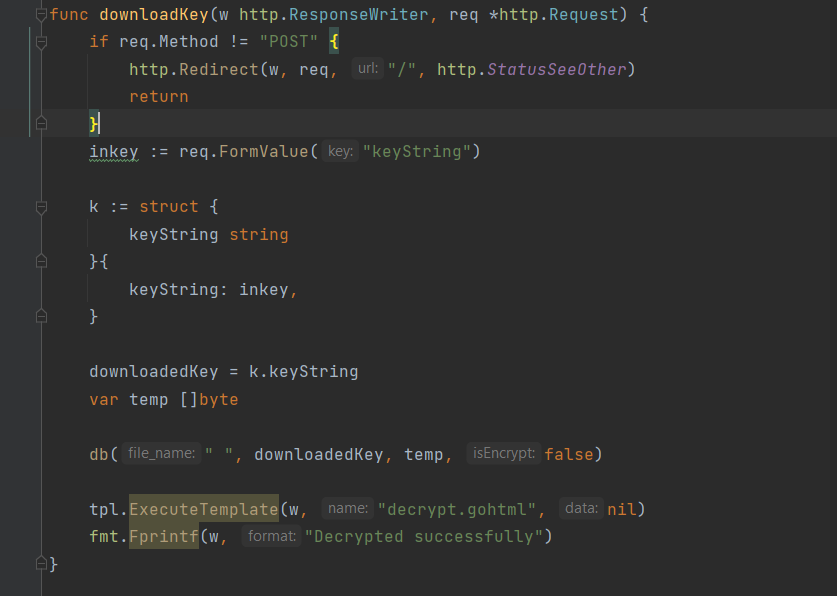 func downloadKey(w http.ResponseWriter, req *http.Request) {
if req.Method != "POST" {
http.Redirect(w, req, url: "/", http.StatusSeeOther)
return
}
inkey := req.FormValue( key: "keyString")
k := struct {
keyString string
}{
keyString: inkey,
}
downloadedKey = k.keyString
var temp []byte
db( file_name: " ", downloadedKey, temp, isEncrypt: false)
tpl.ExecuteTemplate(w, name: "decrypt.gohtml", data: nil)
fmt.Fprintf(w, format: "Decrypted successfully")
}